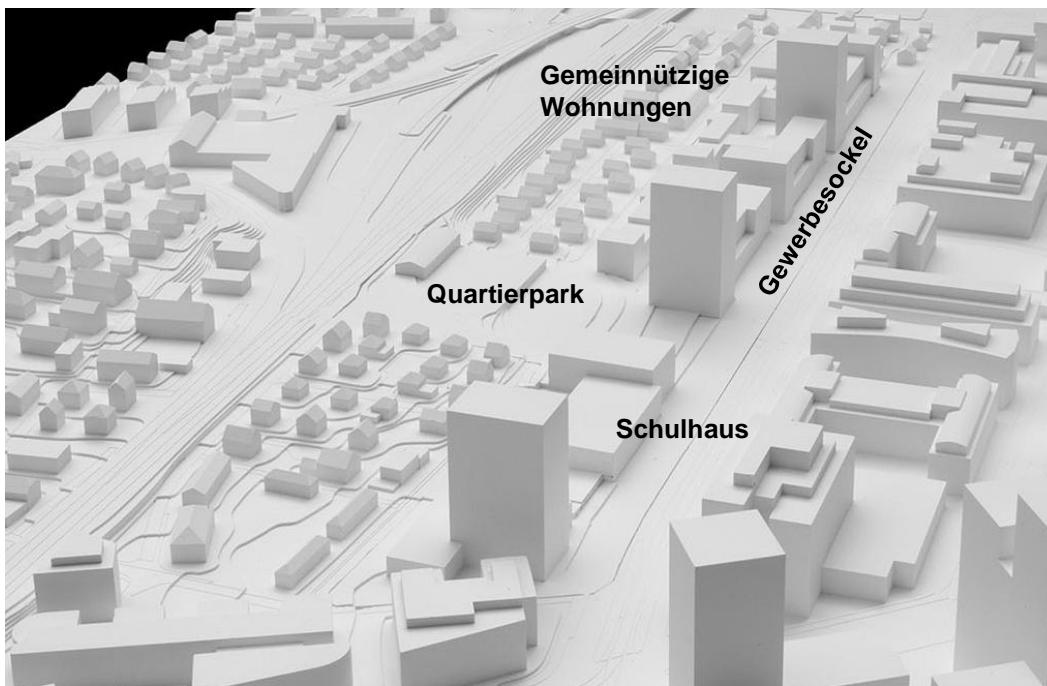 Gemeinnützige
Wohnungen
Gewerbesockel
Quartierpark
Schulhaus